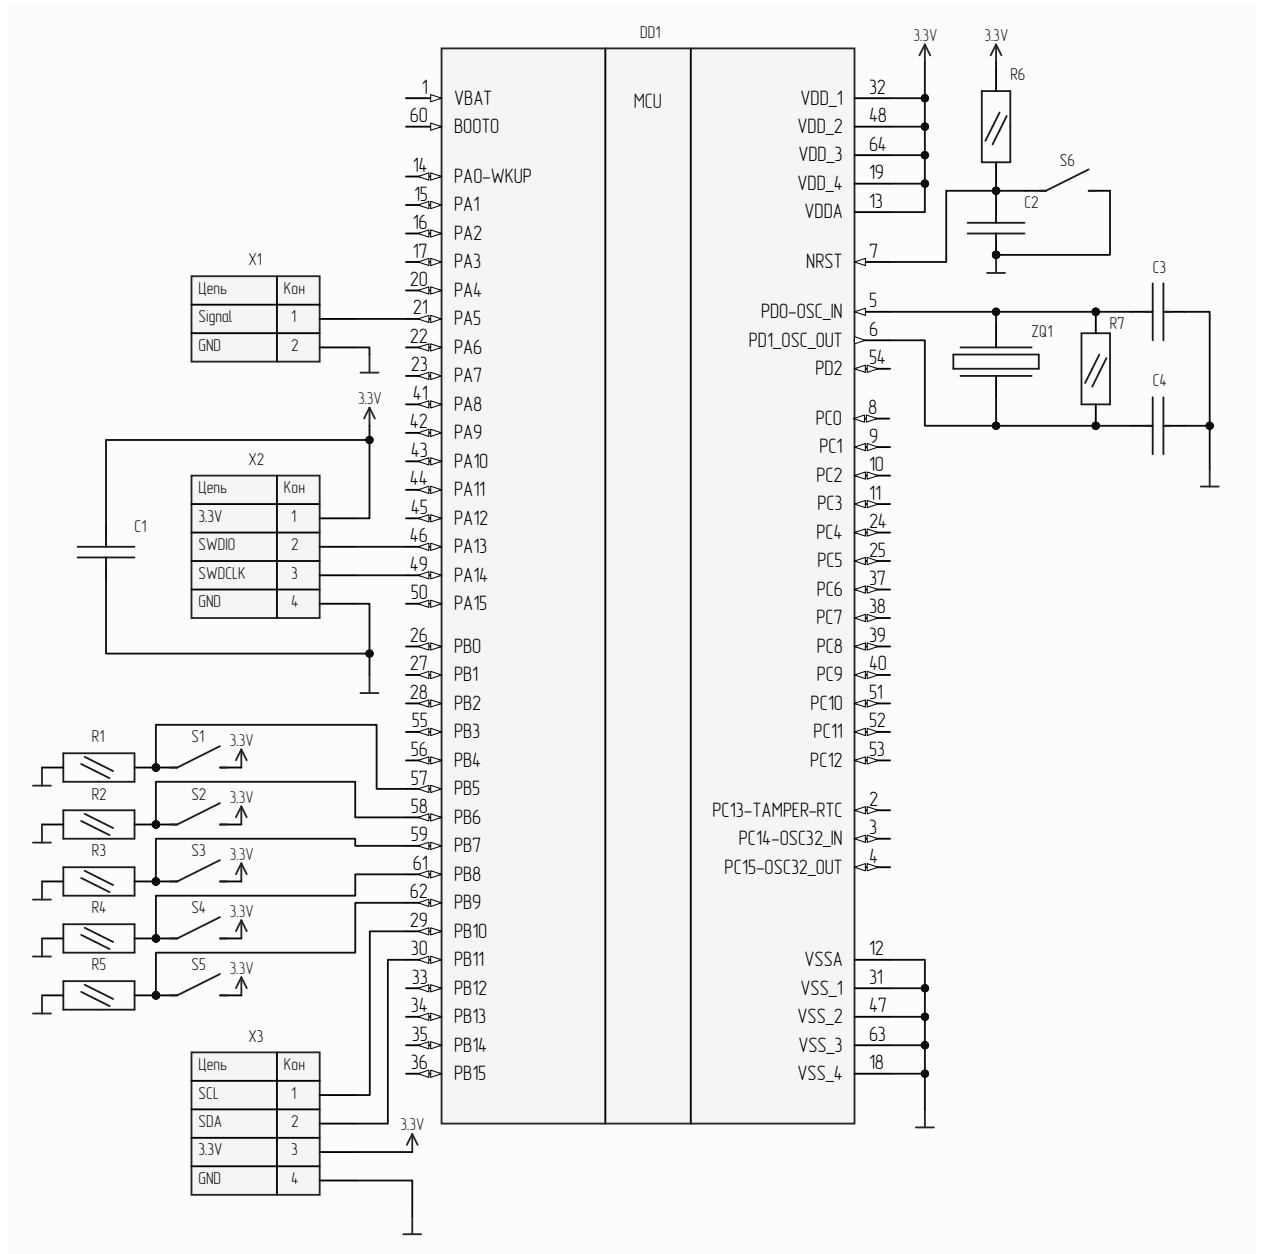 DD1
MCU
1 VBAT
60 BOOT0
14 PA0-WKUP
15 PA1
16 PA2
17 PA3
20 PA4
21 PA5
22 PA6
23 PA7
41 PA8
42 PA9
43 PA10
44 PA11
45 PA12
46 PA13
49 PA14
50 PA15
26 PB0
27 PB1
28 PB2
55 PB3
56 PB4
57 PB5
58 PB6
59 PB7
61 PB8
62 PB9
29 PB10
30 PB11
33 PB12
34 PB13
35 PB14
36 PB15
VDD_1 32
VDD_2 48
VDD_3 64
VDD_4 19
VDDA 13
NRST 7
PD0-OSC_IN 5
PD1_OSC_OUT 6
PD2 54
PC0 8
PC1 9
PC2 10
PC3 11
PC4 24
PC5 25
PC6 37
PC7 38
PC8 39
PC9 40
PC10 51
PC11 52
PC12 53
PC13-TAMPER-RTC 2
PC14-OSC32_IN 3
PC15-OSC32_OUT 4
VSSA 12
VSS_1 31
VSS_2 47
VSS_3 63
VSS_4 18
3.3V
3.3V
R6
S6
C2
C3
ZQ1
R7
C4
X1
Цепь Кон
Signal 1
GND 2
3.3V
X2
Цепь Кон
3.3V 1
SWDIO 2
SWDCLK 3
GND 4
C1
R1 S1 3.3V
R2 S2 3.3V
R3 S3 3.3V
R4 S4 3.3V
R5 S5 3.3V
X3
Цепь Кон
SCL 1
SDA 2
3.3V 3
GND 4
3.3V